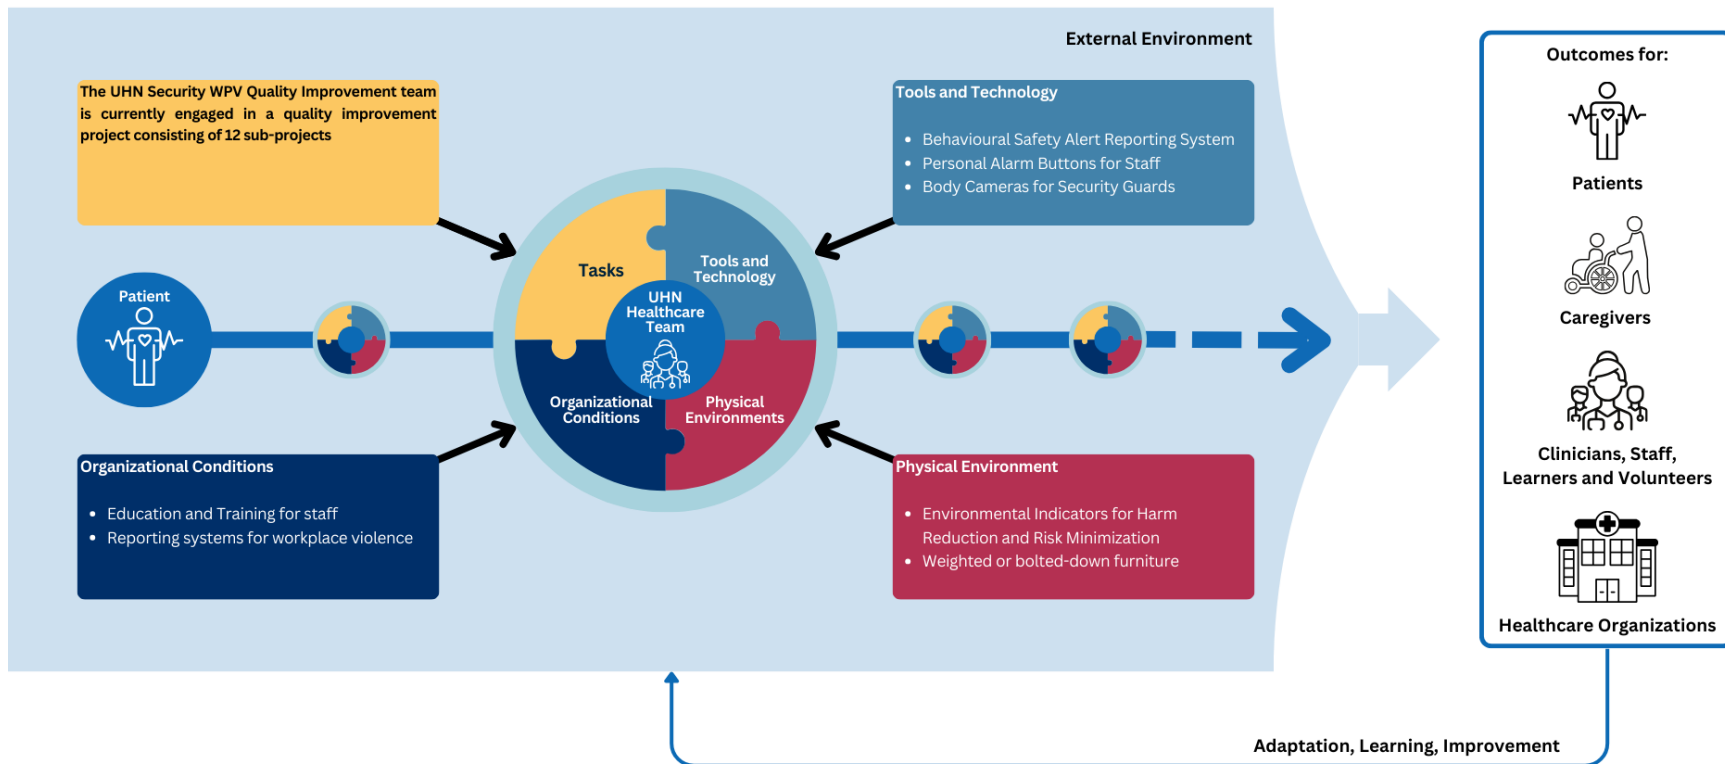 External Environment
The UHN Security WPV Quality Improvement team
is currently engaged in a quality improvement
project consisting of 12 sub-projects
Tools and Technology
Behavioural Safety Alert Reporting System
Personal Alarm Buttons for Staff
Body Cameras for Security Guards
Patient
Tasks
Tools and
Technology
UHN
Healthcare
Team
Organizational
Conditions
Physical
Environments
Organizational Conditions
Education and Training for staff
Reporting systems for workplace violence
Physical Environment
Environmental Indicators for Harm
Reduction and Risk Minimization
Weighted or bolted-down furniture
Outcomes for:
Patients
Caregivers
Clinicians, Staff,
Learners and Volunteers
Healthcare Organizations
Adaptation, Learning, Improvement